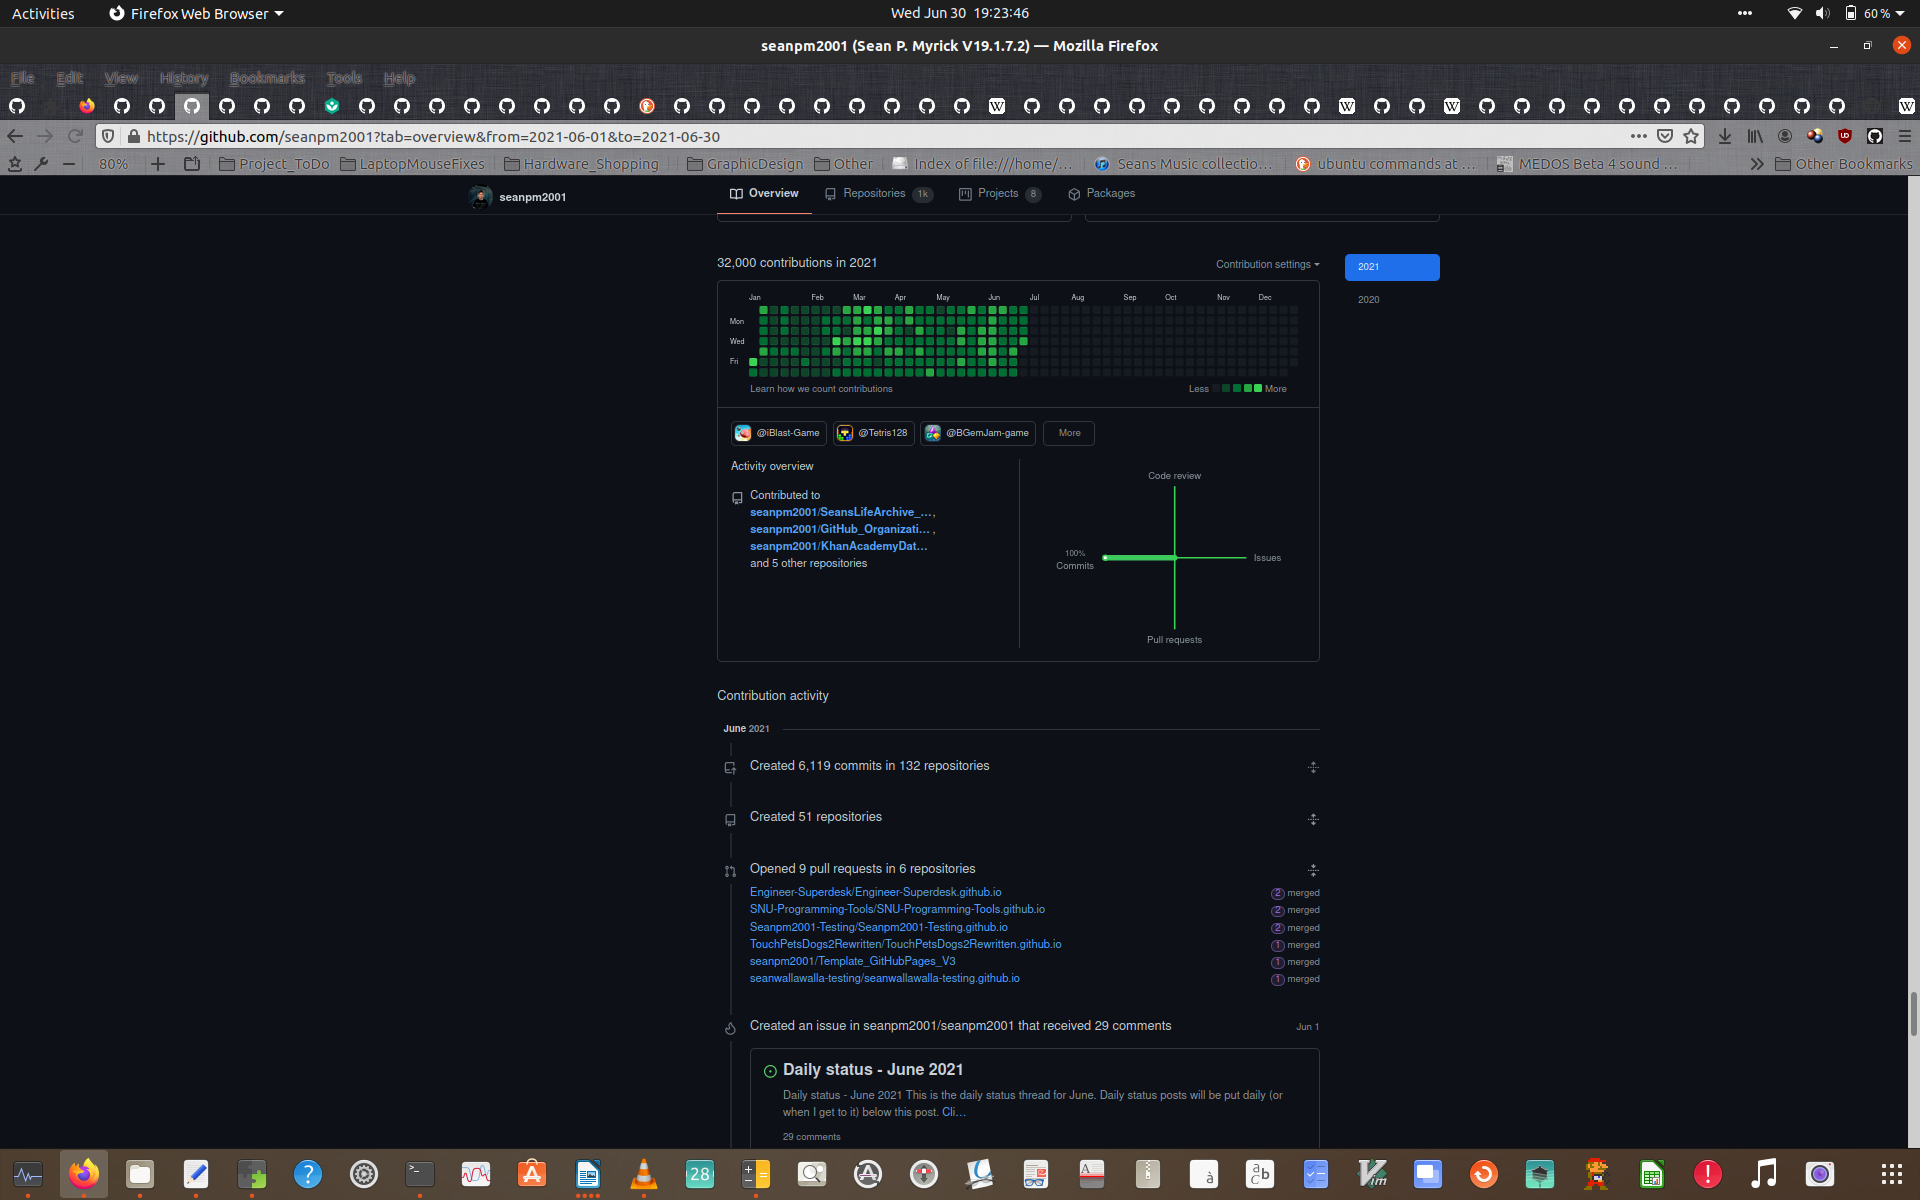 Activities
Firefox Web Browser
Wed Jun 30 19:23:46
60 %
seanpm2001 (Sean P. Myrick V19.1.7.2) — Mozilla Firefox
File Edit View History Bookmarks Tools Help
https://github.com/seanpm2001?tab=overview&from=2021-06-01&to=2021-06-30
80% Project_ToDo LaptopMouseFixes Hardware_Shopping GraphicDesign Other Index of file:///home/... Seans Music collectio... ubuntu commands at ... MEDOS Beta 4 sound ... Other Bookmarks
seanpm2001 Overview Repositories 1k Projects 8 Packages
32,000 contributions in 2021
Contribution settings
2021
2020
Jan Feb Mar Apr May Jun Jul Aug Sep Oct Nov Dec
Mon
Wed
Fri
Learn how we count contributions
Less More
@iBlast-Game @Tetris128 @BGemJam-game More
Activity overview
Contributed to
seanpm2001/SeansLifeArchive_… ,
seanpm2001/GitHub_Organizati… ,
seanpm2001/KhanAcademyDat…
and 5 other repositories
Code review
100%
Commits
Issues
Pull requests
Contribution activity
June 2021
Created 6,119 commits in 132 repositories
Created 51 repositories
Opened 9 pull requests in 6 repositories
Engineer-Superdesk/Engineer-Superdesk.github.io 2 merged
SNU-Programming-Tools/SNU-Programming-Tools.github.io 2 merged
Seanpm2001-Testing/Seanpm2001-Testing.github.io 2 merged
TouchPetsDogs2Rewritten/TouchPetsDogs2Rewritten.github.io 1 merged
seanpm2001/Template_GitHubPages_V3 1 merged
seanwallawalla-testing/seanwallawalla-testing.github.io 1 merged
Created an issue in seanpm2001/seanpm2001 that received 29 comments Jun 1
Daily status - June 2021
Daily status - June 2021 This is the daily status thread for June. Daily status posts will be put daily (or
when I get to it) below this post. Cli…
29 comments
28